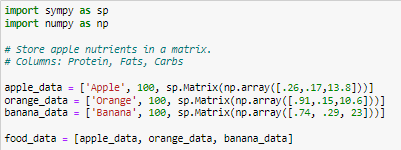 import sympy as sp
import numpy as np
# Store apple nutrients in a matrix.
# Columns: Protein, Fats, Carbs
apple_data = ['Apple', 100, sp.Matrix(np.array([.26,.17,13.8]))]
orange_data = ['Orange', 100, sp.Matrix(np.array([.91,.15,10.6]))]
banana_data = ['Banana', 100, sp.Matrix(np.array([.74, .29, 23]))]
food_data = [apple_data, orange_data, banana_data]